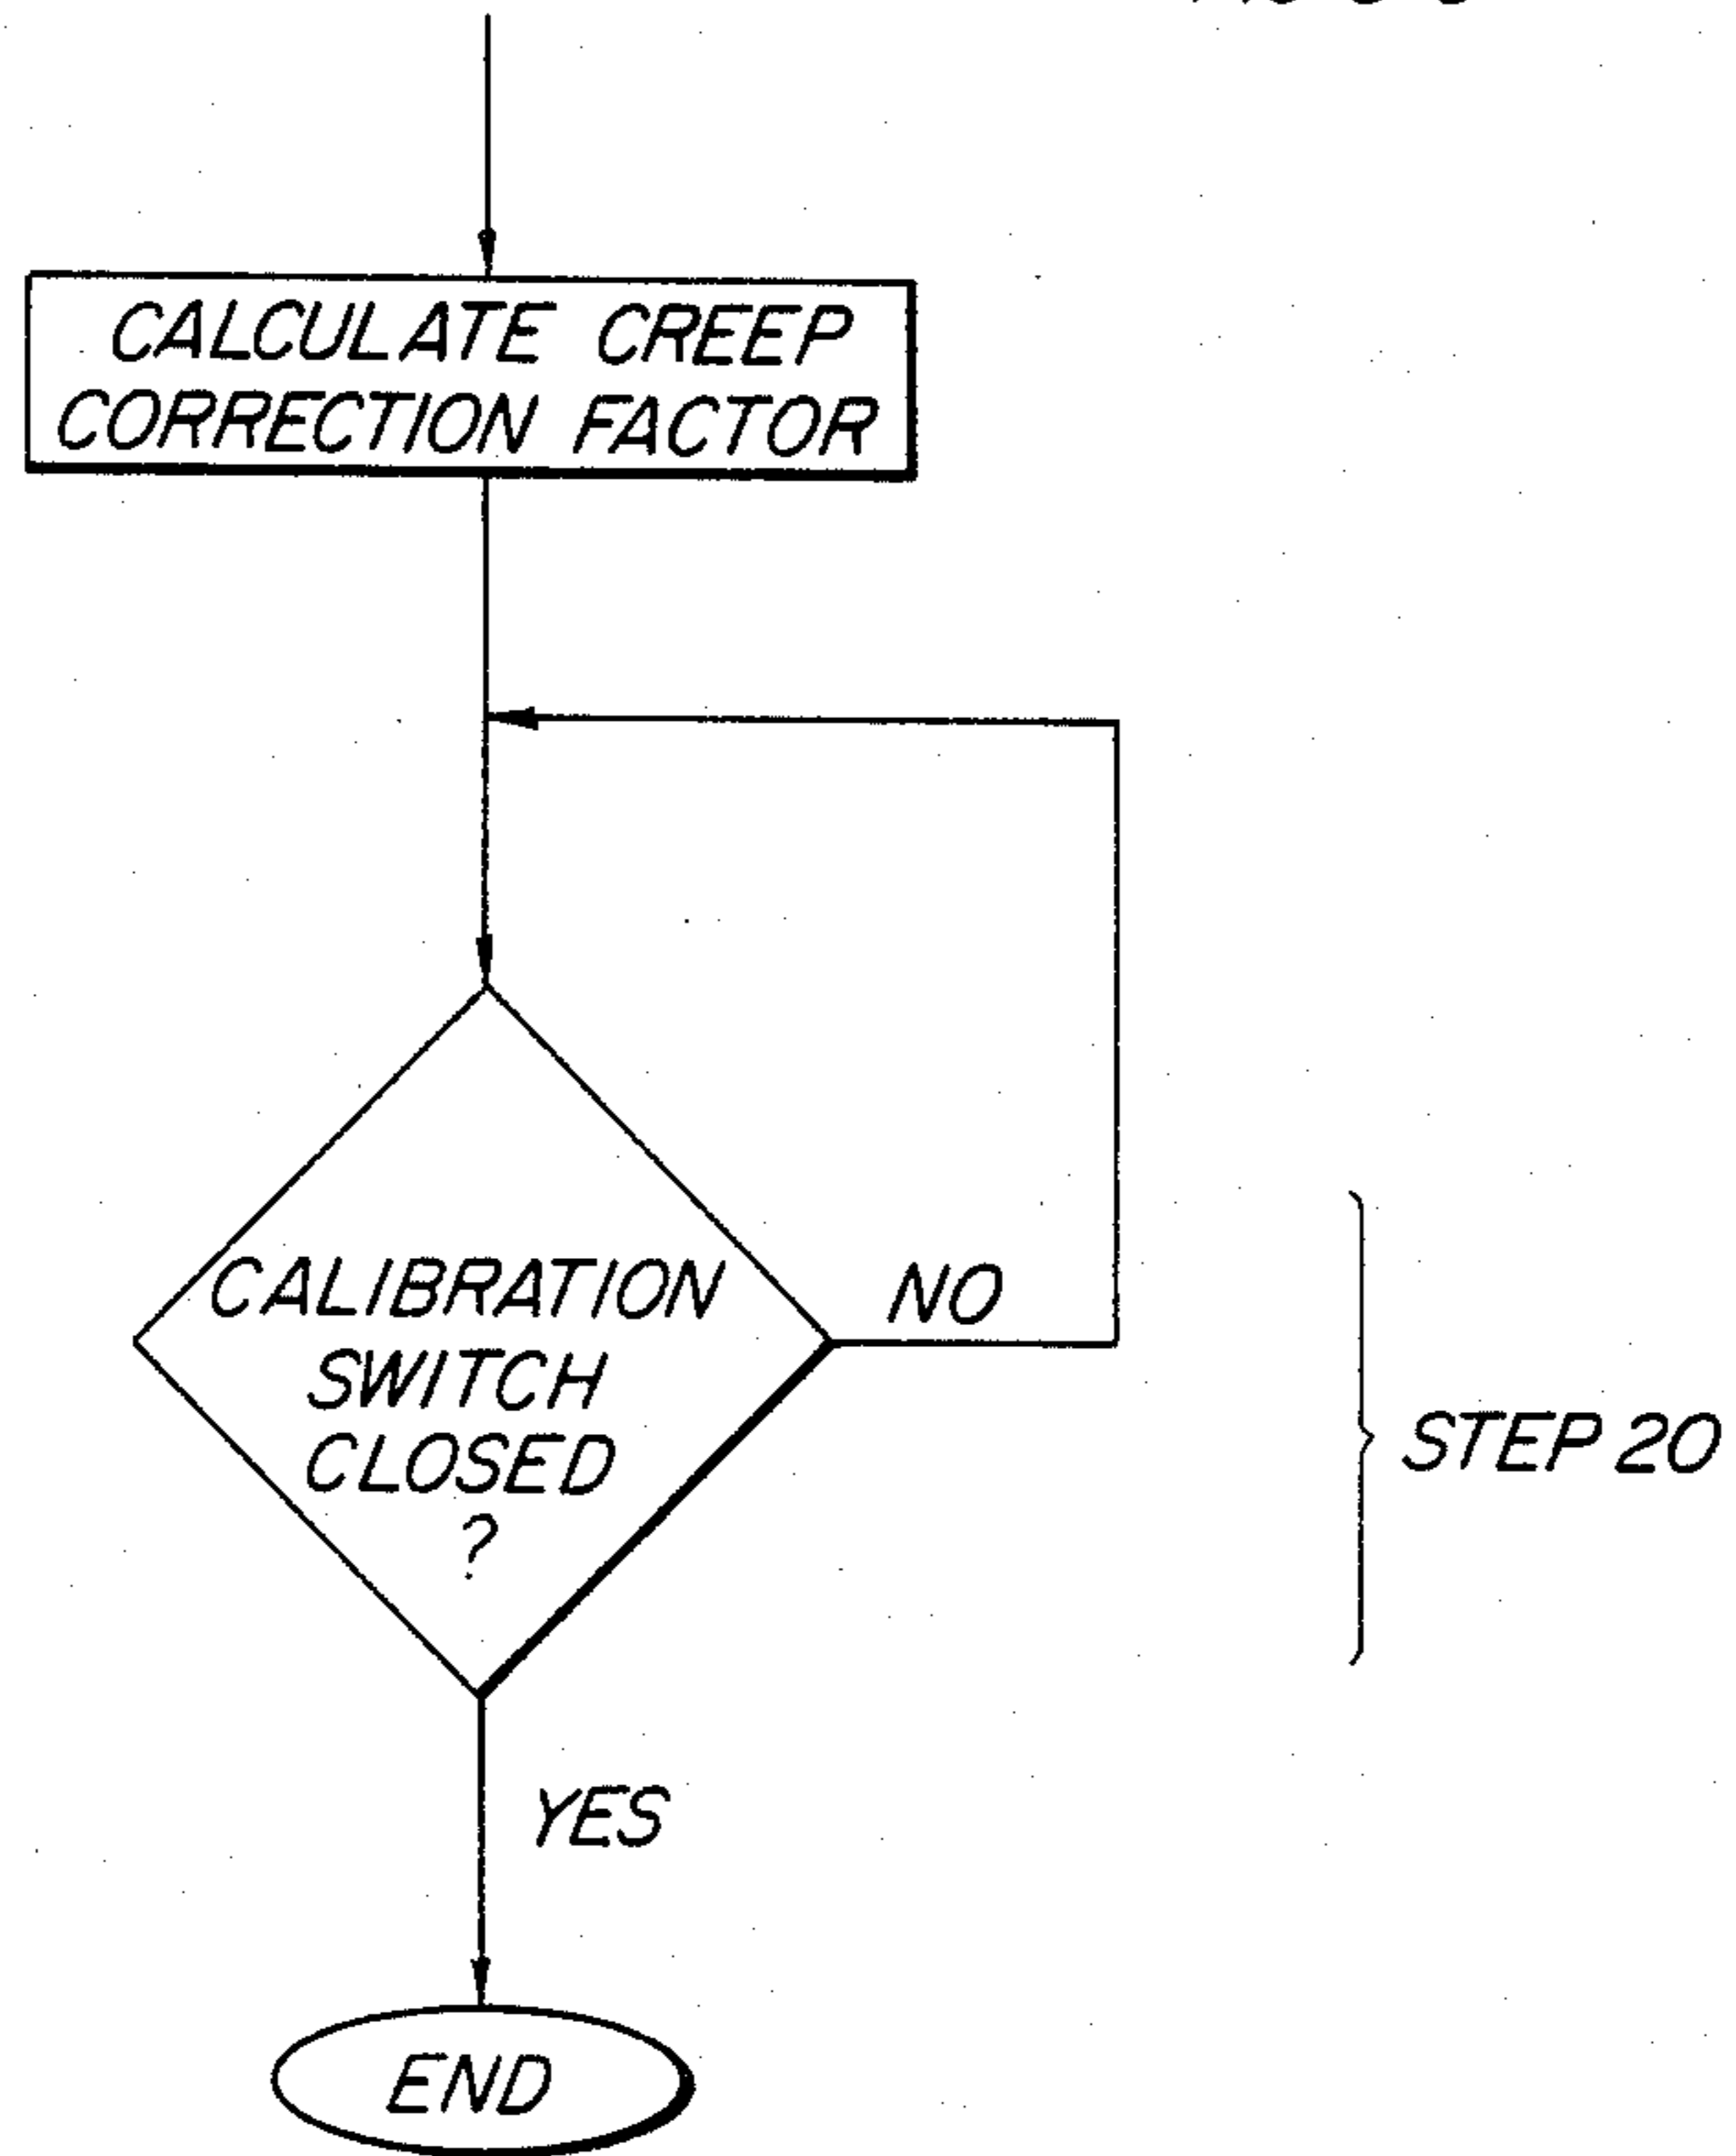 CALCULATE CREEP
CORRECTION FACTOR
CALIBRATION
SWITCH
CLOSED
?
NO
STEP 20
YES
END